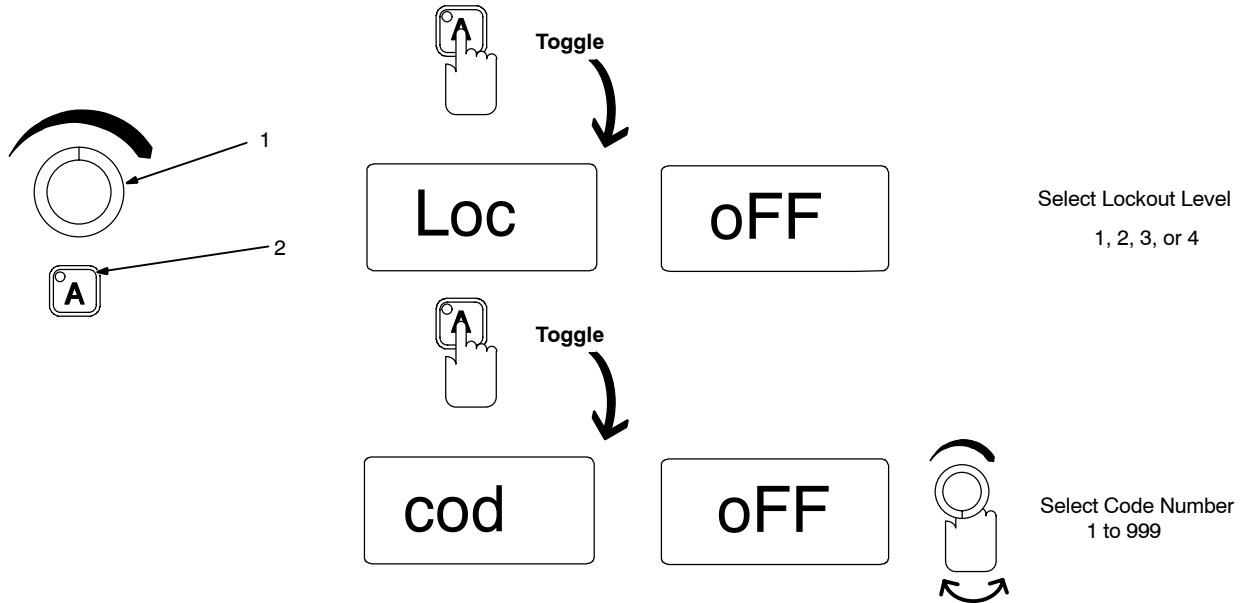 A
Toggle
1
Loc
oFF
Select Lockout Level
1, 2, 3, or 4
2
A
A
Toggle
cod
oFF
Select Code Number
1 to 999